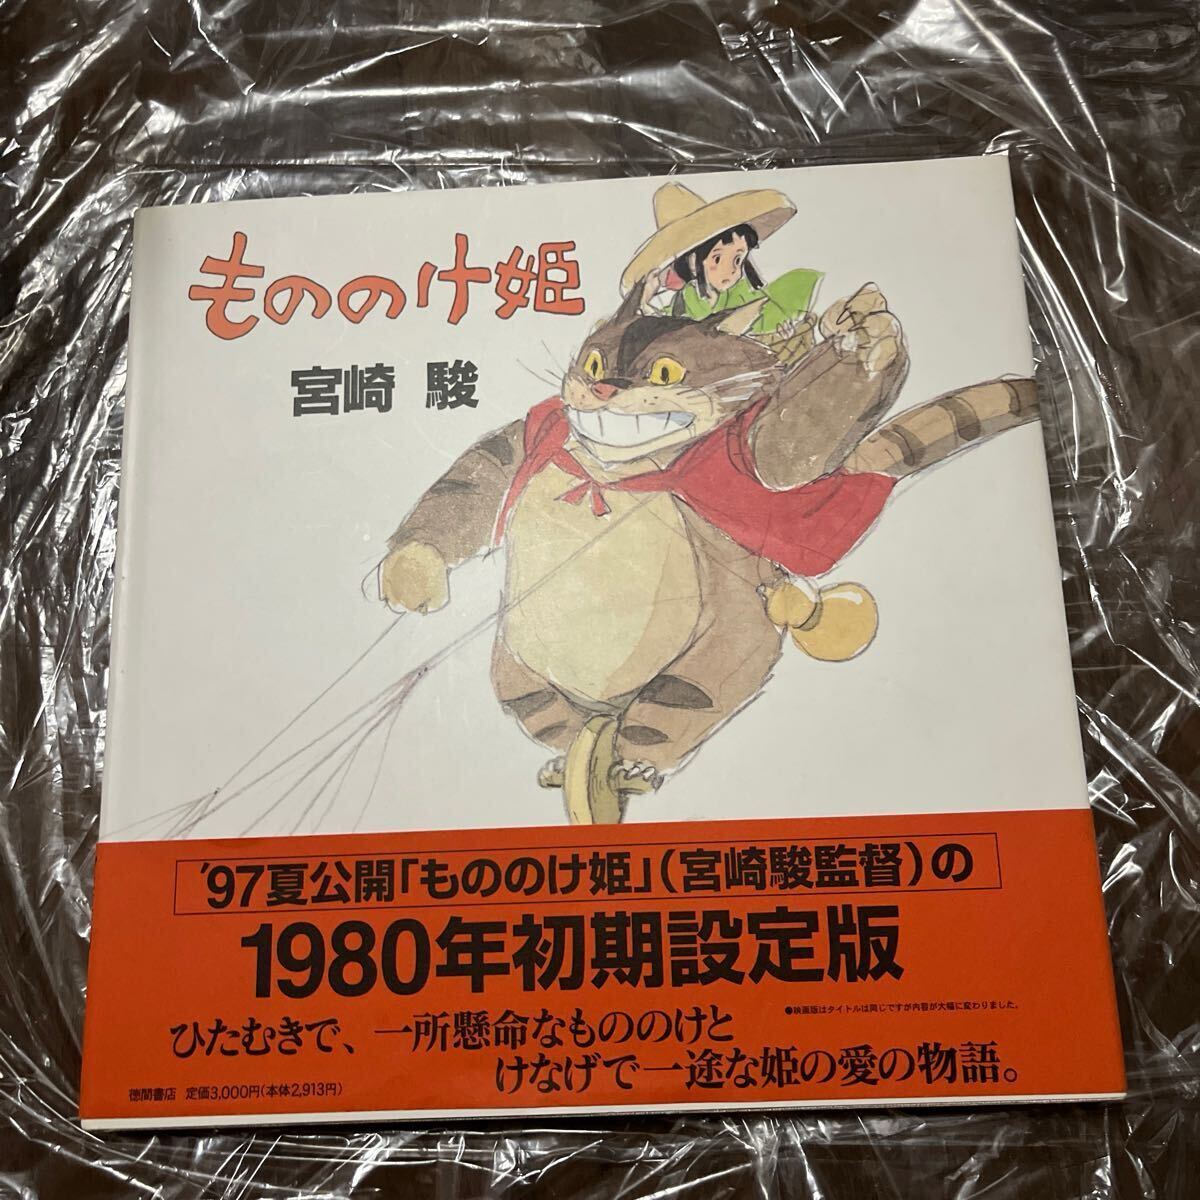 もののけ姫
宮崎 駿
'97夏公開「もののけ姫」(宮崎駿監督)の
1980年初期設定版
●映画版はタイトルは同じですが内容が大幅に変わりました。
ひたむきで、一所懸命なもののけと
けなげで一途な姫の愛の物語。
徳間書店 定価3,000円(本体2,913円)